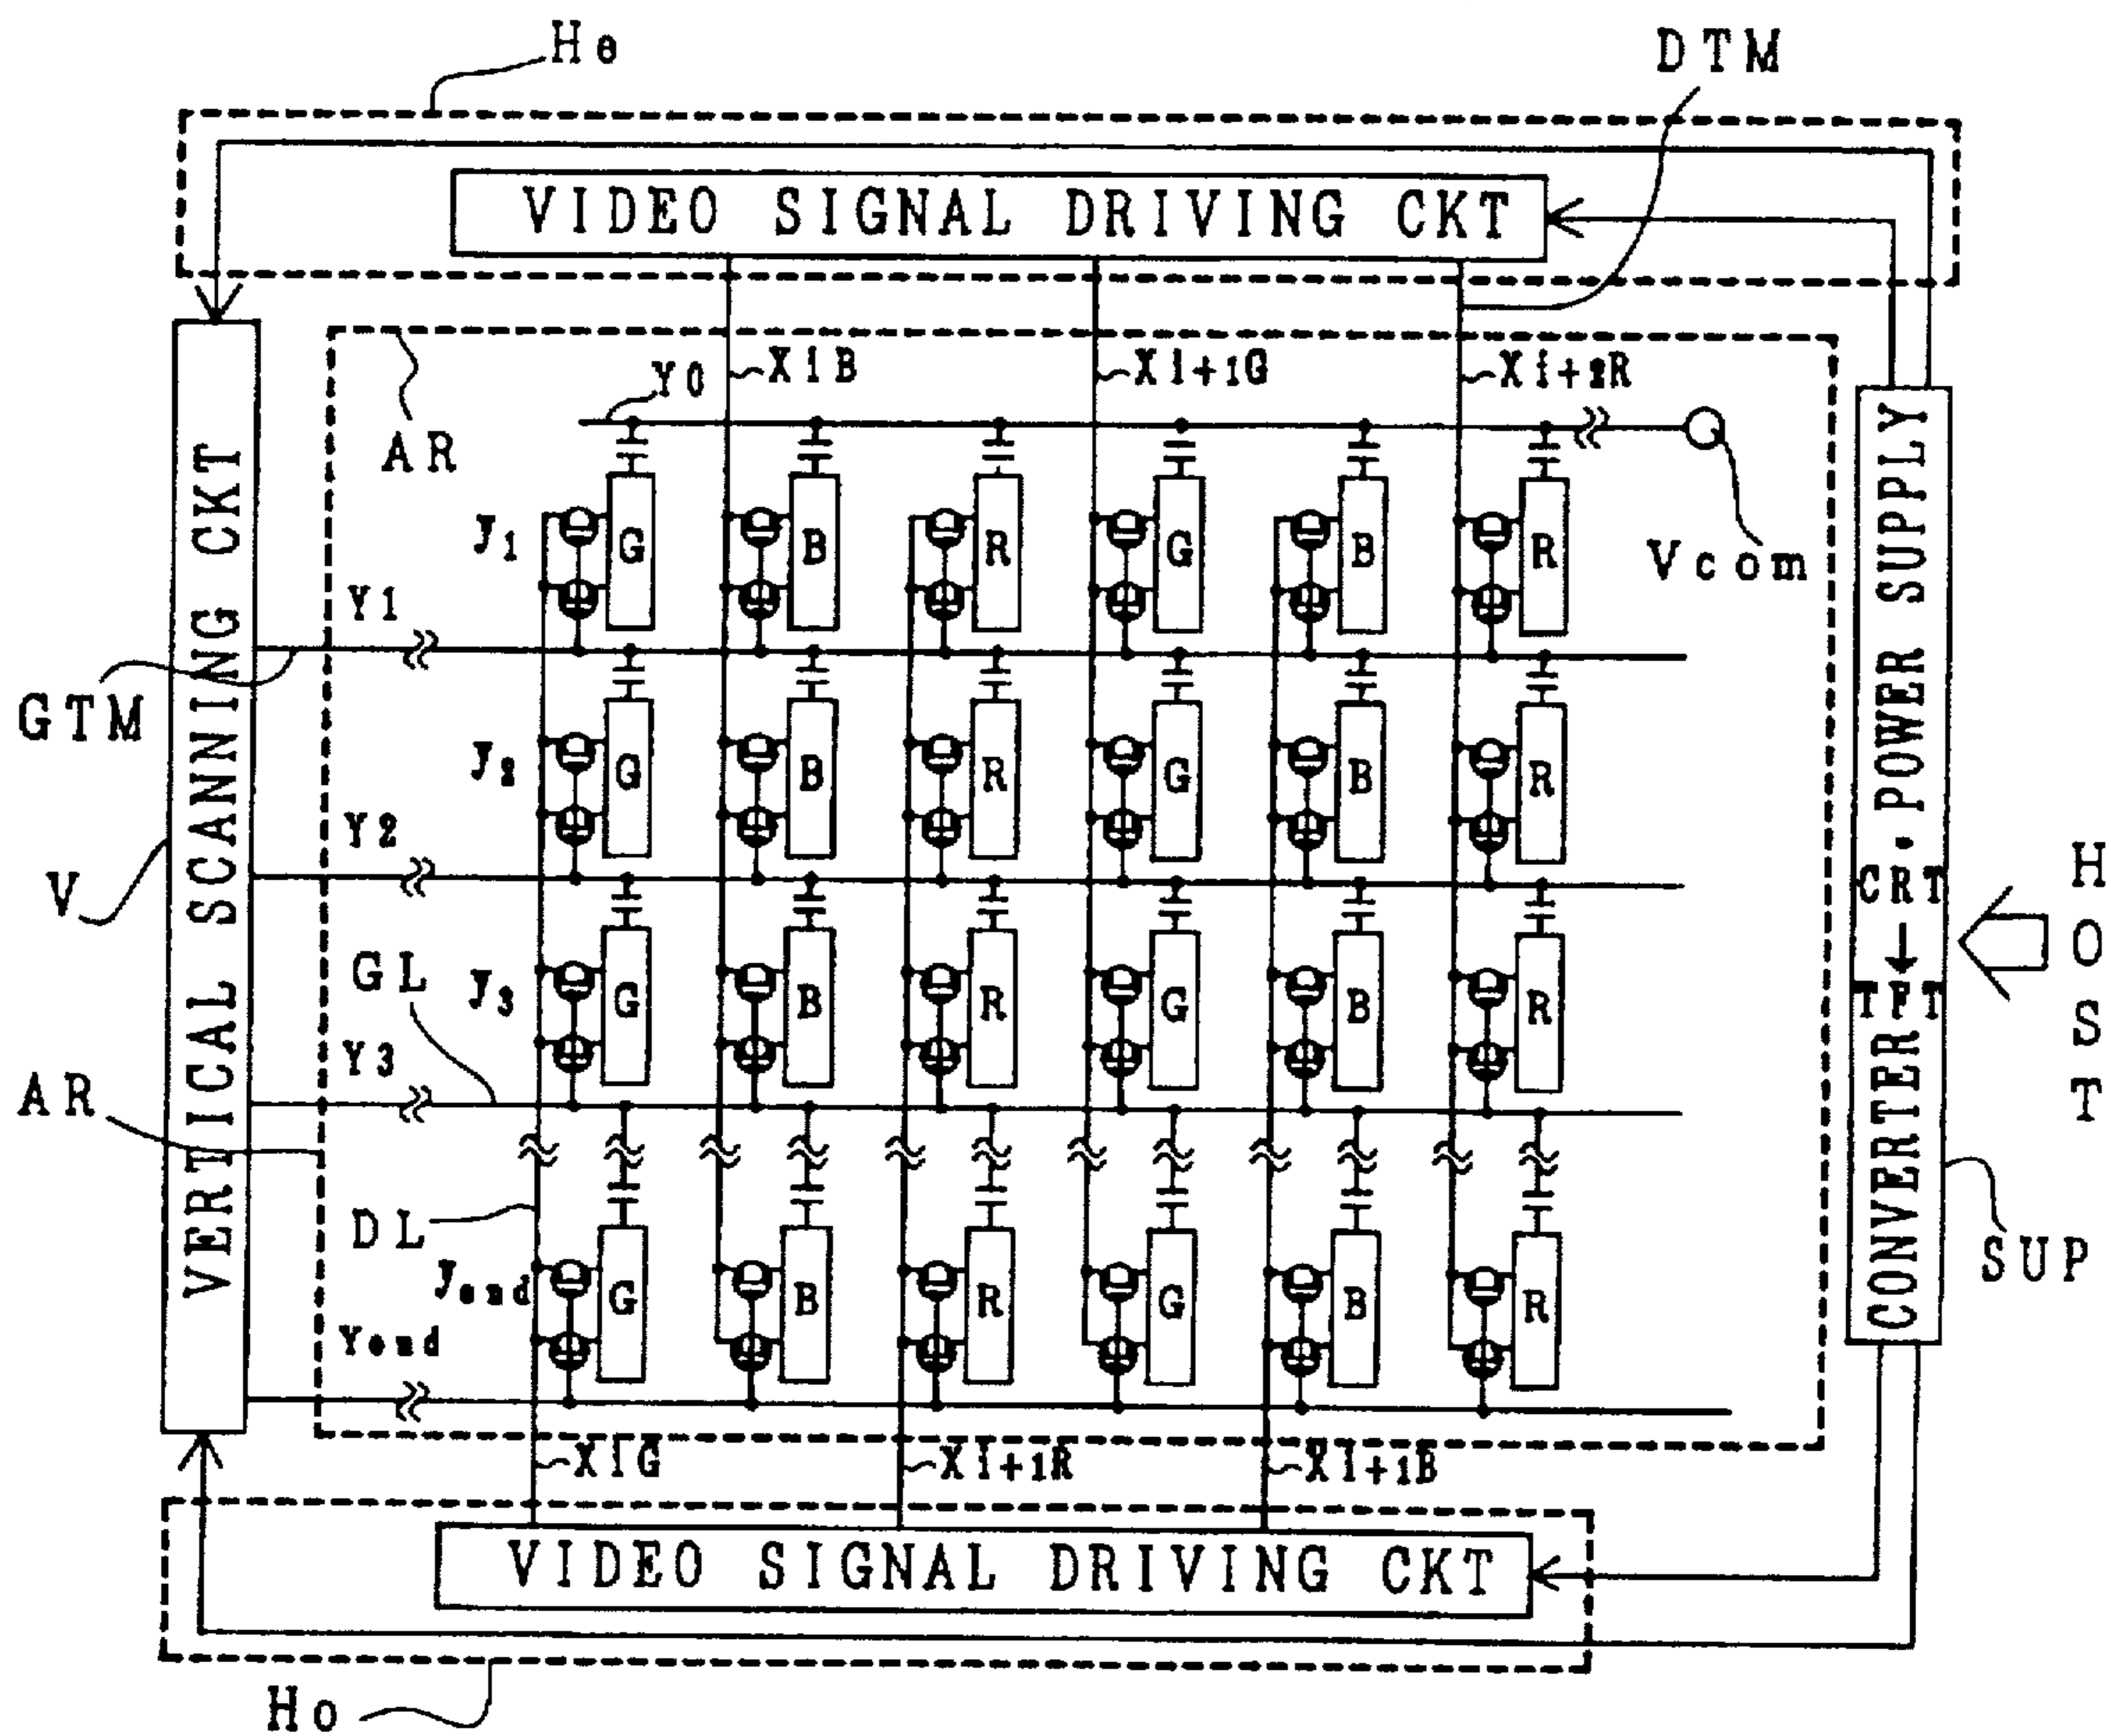 He
DTM
VIDEO SIGNAL DRIVING CKT
XiB
Xi+1G
Xi+2R
Y0
AR
Vcom
VERTICAL SCANNING CKT
J1
G B R G B R
Y1
GTM
J2
G B R G B R
Y2
V
J3
G B R G B R
GL
Y3
AR
DL
Jend
G B R G B R
Yend
CONVERTER • POWER SUPPLY
CRT
↓
TFT
HOST
SUP
XiG
Xi+1R
Xi+1B
VIDEO SIGNAL DRIVING CKT
Ho